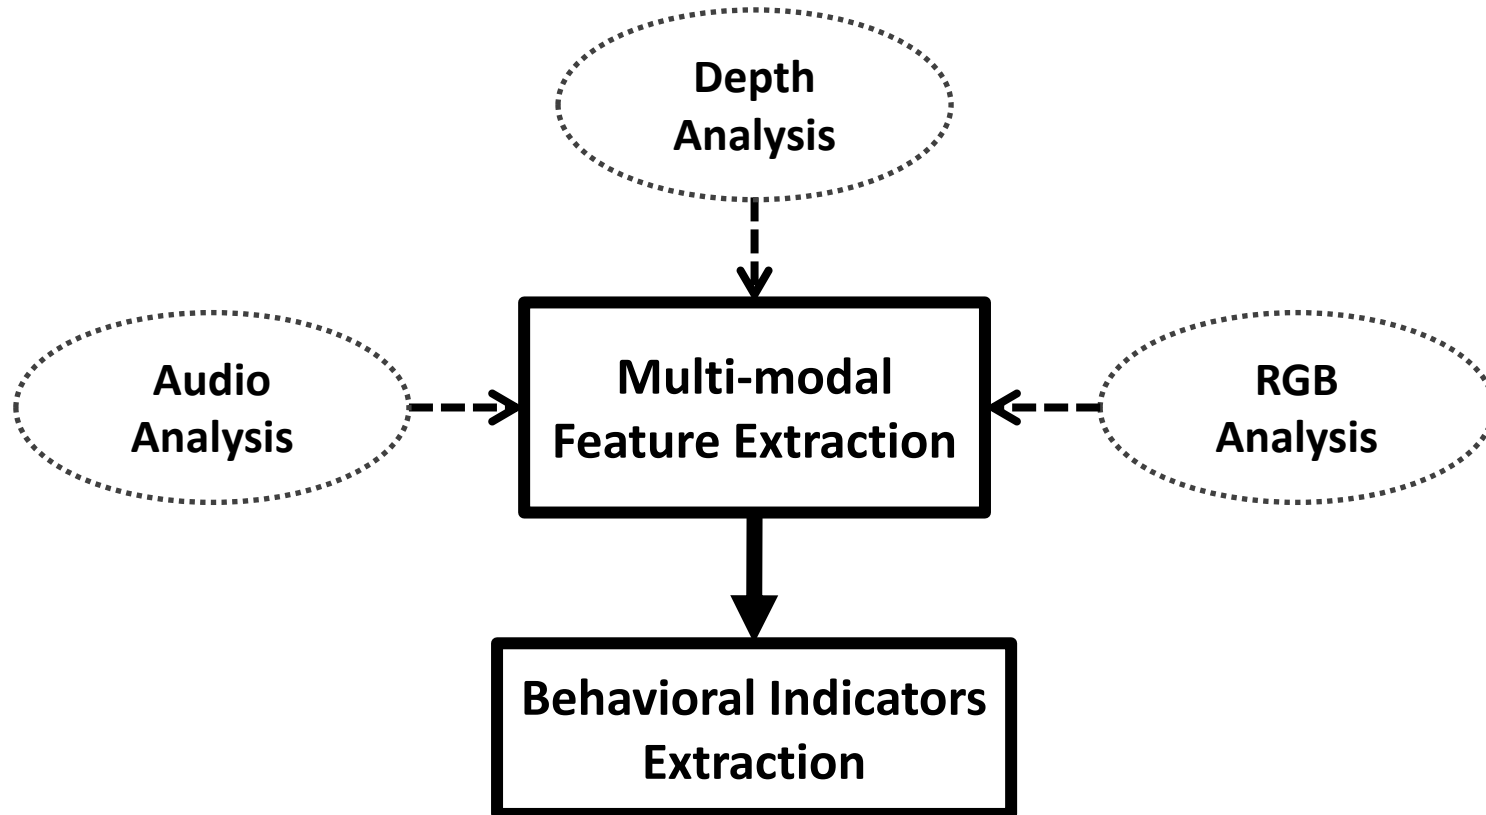 Depth
Analysis
Audio
Analysis
Multi-modal
Feature Extraction
RGB
Analysis
Behavioral Indicators
Extraction